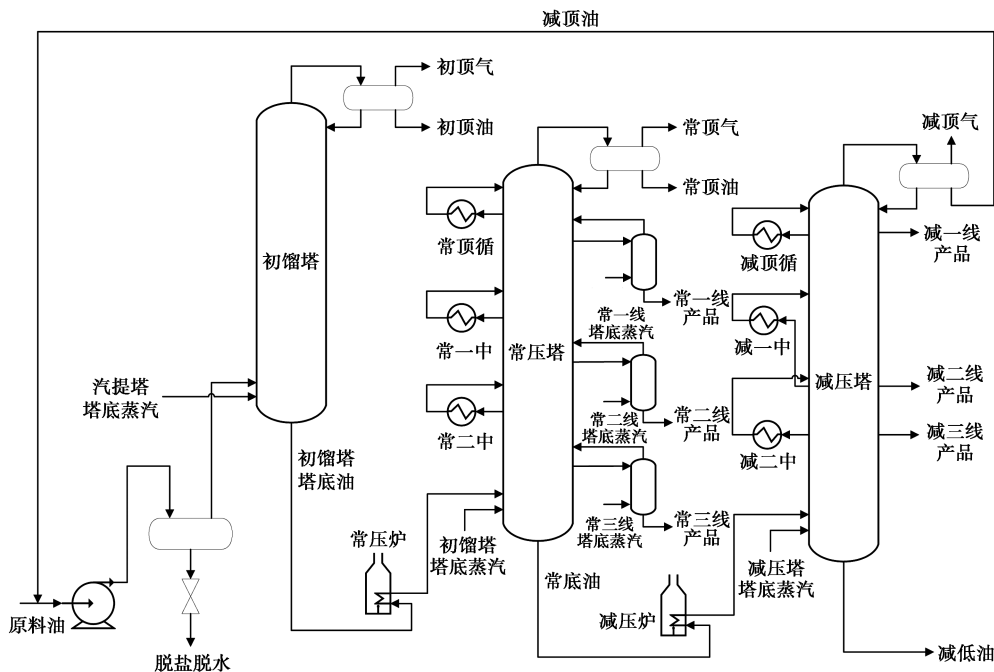 减顶油
初顶气
初顶油
初馏塔
汽提塔
塔底蒸汽
初馏塔
塔底油
原料油
脱盐脱水
常压炉
常顶气
常顶油
常顶循
常一中
常二中
常压塔
常一线
塔底蒸汽
常一线
产品
常二线
塔底蒸汽
常二线
产品
常三线
塔底蒸汽
常三线
产品
初馏塔
塔底蒸汽
常底油
减压炉
减顶气
减顶循
减一中
减二中
减压塔
减一线
产品
减二线
产品
减三线
产品
减压塔
塔底蒸汽
减低油